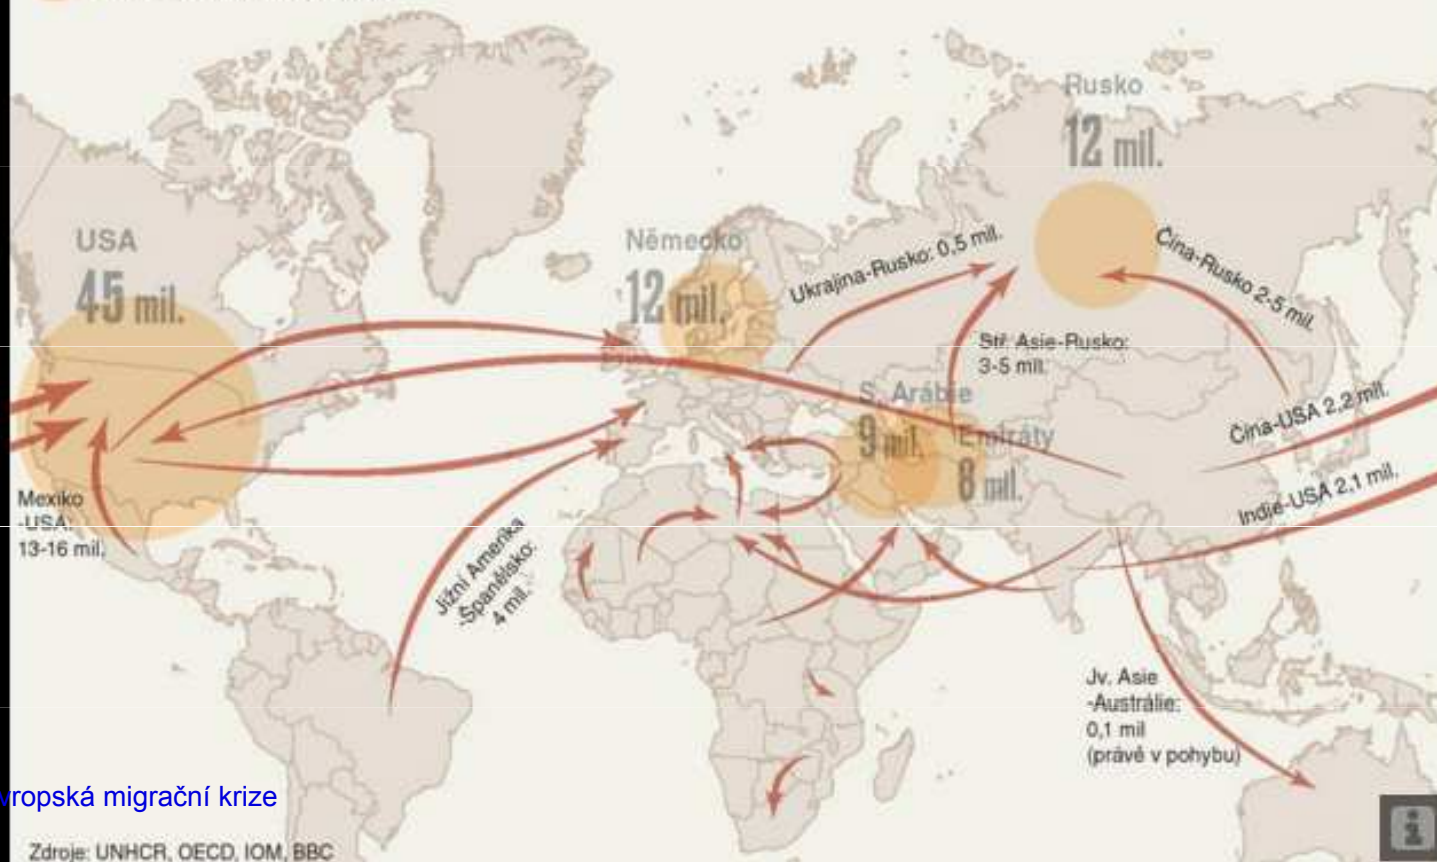 Rusko
12 mil.
USA
45 mil.
Německo
12 mil.
Ukrajina-Rusko: 0,5 mil.
Čína-Rusko 2-5 mil.
Stř. Asie-Rusko:
3-5 mil.
S. Arábie
9 mil.
Emiráty
8 mil.
Čína-USA 2,2 mil.
Indie-USA 2,1 mil.
Mexiko
-USA:
13-16 mil.
Jižní Amerika
-Španělsko:
4 mil.
Jv. Asie
-Austrálie:
0,1 mil
(právě v pohybu)
vropská migrační krize
Zdroje: UNHCR, OECD, IOM, BBC